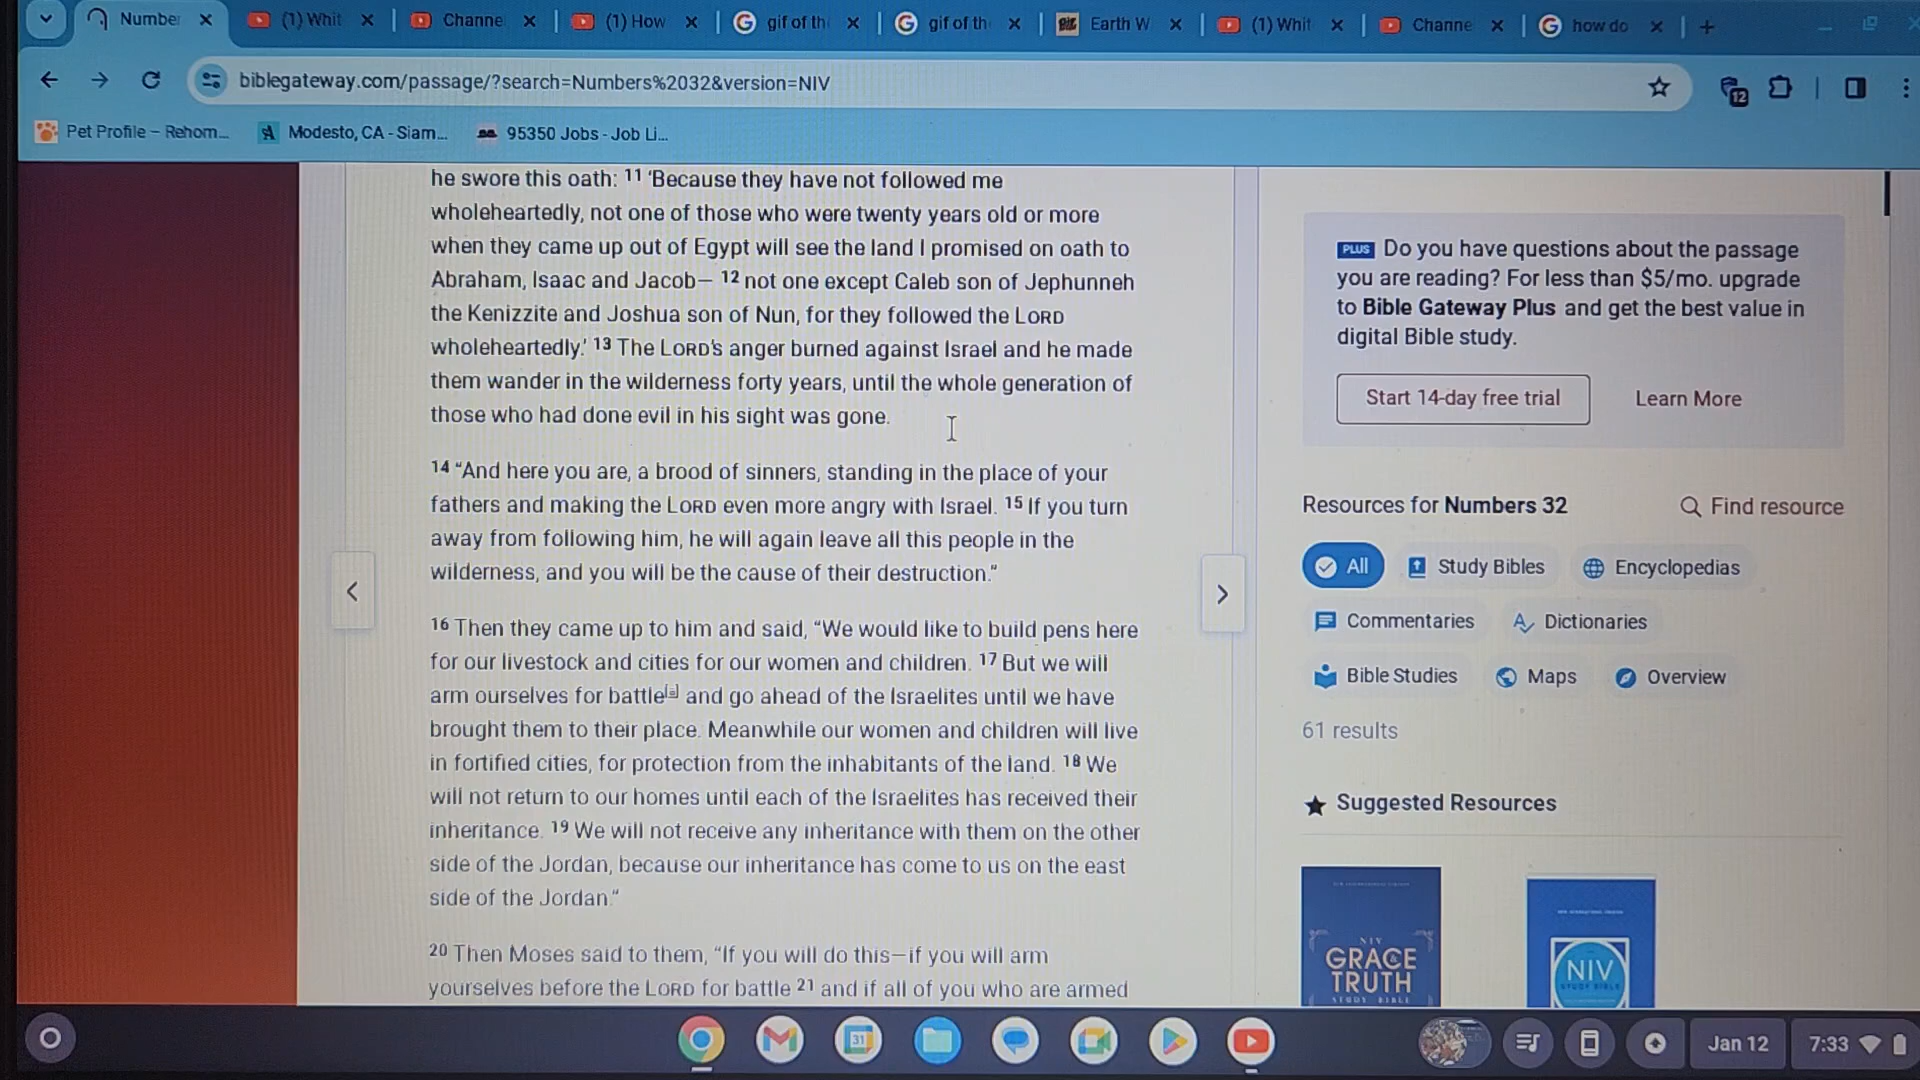 Number
(1) Whit
Channe
(1) How
gif of th
gif of th
Earth W
(1) Whit
Channe
how do
biblegateway.com/passage/?search=Numbers%2032&version=NIV
12
Pet Profile – Rehom...
Modesto, CA - Siam...
95350 Jobs - Job Li...
he swore this oath: 11 ‘Because they have not followed me
wholeheartedly, not one of those who were twenty years old or more
when they came up out of Egypt will see the land I promised on oath to
Abraham, Isaac and Jacob— 12 not one except Caleb son of Jephunneh
the Kenizzite and Joshua son of Nun, for they followed the LORD
wholeheartedly.’ 13 The LORD’s anger burned against Israel and he made
them wander in the wilderness forty years, until the whole generation of
those who had done evil in his sight was gone.
14 “And here you are, a brood of sinners, standing in the place of your
fathers and making the LORD even more angry with Israel. 15 If you turn
away from following him, he will again leave all this people in the
wilderness, and you will be the cause of their destruction.”
16 Then they came up to him and said, “We would like to build pens here
for our livestock and cities for our women and children. 17 But we will
arm ourselves for battle[a] and go ahead of the Israelites until we have
brought them to their place. Meanwhile our women and children will live
in fortified cities, for protection from the inhabitants of the land. 18 We
will not return to our homes until each of the Israelites has received their
inheritance. 19 We will not receive any inheritance with them on the other
side of the Jordan, because our inheritance has come to us on the east
side of the Jordan.”
20 Then Moses said to them, “If you will do this—if you will arm
yourselves before the LORD for battle 21 and if all of you who are armed
PLUS Do you have questions about the passage
you are reading? For less than $5/mo. upgrade
to Bible Gateway Plus and get the best value in
digital Bible study.
Start 14-day free trial
Learn More
Resources for Numbers 32
Find resource
All
Study Bibles
Encyclopedias
Commentaries
Dictionaries
Bible Studies
Maps
Overview
61 results
Suggested Resources
NIV
GRACE &
TRUTH
STUDY BIBLE
NIV
STUDY BIBLE
31
Jan 12
7:33